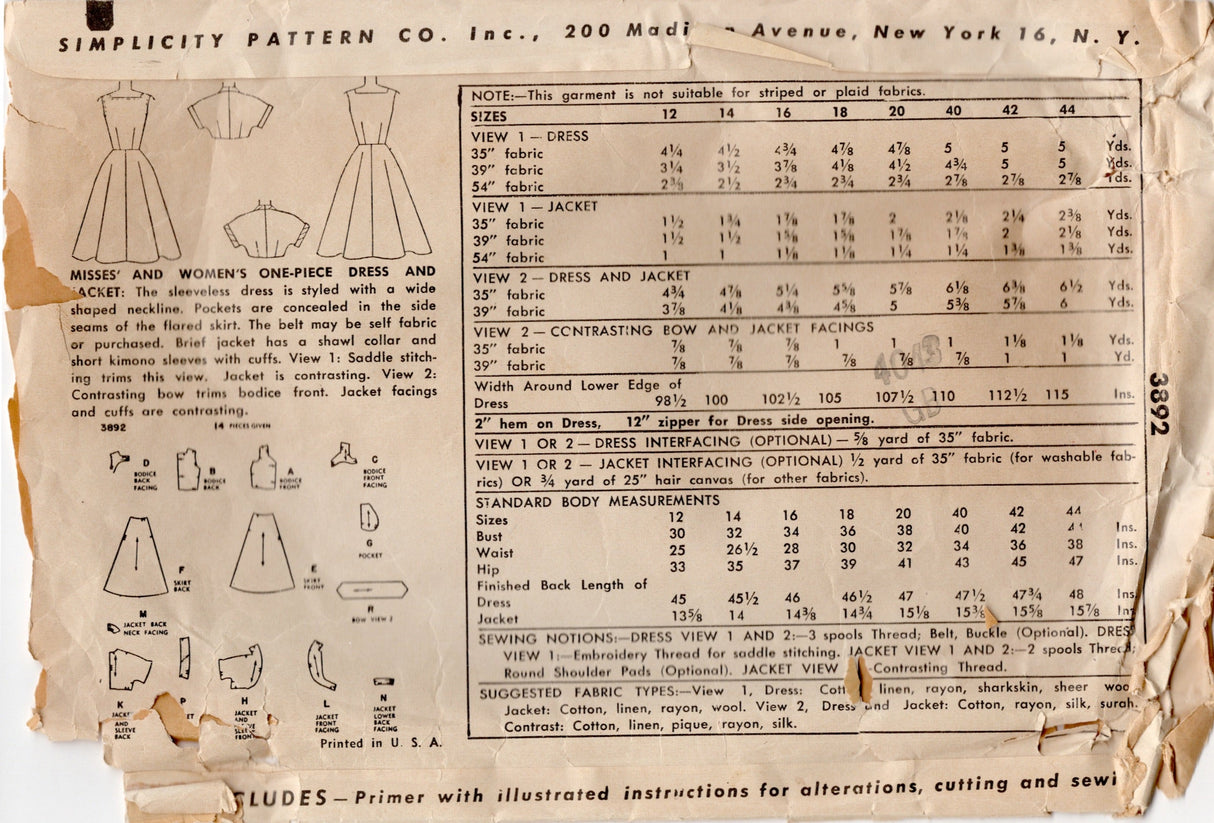 SIMPLICITY PATTERN CO. Inc., 200 Avenue, New York 16, N. Y.
MISSES' AND WOMEN'S ONE-PIECE DRESS AND
JACKET: The sleeveless dress is styled with a wide
shaped neckline. Pockets are concealed in the side
seams of the flared skirt. The belt may be self fabric
or purchased. Brief jacket has a shawl collar and
short kimono sleeves with cuffs. View 1: Saddle stitch-
ing trims this view. Jacket is contrasting. View 2:
Contrasting bow trims bodice front. Jacket facings
and cuffs are contrasting.
3892 14 PIECES GIVEN
D BODICE BACK FACING
B BODICE BACK
A BODICE FRONT
C BODICE FRONT FACING
F SKIRT BACK
E SKIRT FRONT
G POCKET
R BOW VIEW 2
M JACKET BACK NECK FACING
K JACKET AND SLEEVE BACK
P
H JACKET AND SLEEVE FRONT
L JACKET FRONT FACING
N JACKET LOWER BACK FACING
Printed in U. S. A.
NOTE:—This garment is not suitable for striped or plaid fabrics.
SIZES 12 14 16 18 20 40 42 44
VIEW 1 — DRESS
35" fabric 4¼ 4½ 4¾ 4⅞ 4⅞ 5 5 5 Yds.
39" fabric 3¼ 3½ 3⅞ 4⅛ 4½ 4¾ 5 5 Yds.
54" fabric 2⅜ 2½ 2¾ 2¾ 2¾ 2⅞ 2⅞ 2⅞ Yds.
VIEW 1 — JACKET
35" fabric 1½ 1¾ 1⅞ 1⅞ 2 2⅛ 2¼ 2⅜ Yds.
39" fabric 1½ 1½ 1⅝ 1⅝ 1⅞ 1⅞ 2 2⅛ Yds.
54" fabric 1 1 1⅛ 1⅛ 1¼ 1¼ 1⅜ 1⅜ Yds.
VIEW 2 — DRESS AND JACKET
35" fabric 4¾ 4⅞ 5¼ 5⅝ 5⅞ 6⅛ 6⅜ 6½ Yds.
39" fabric 3⅞ 4⅛ 4⅜ 4⅝ 5 5⅜ 5⅞ 6 Yds.
VIEW 2 — CONTRASTING BOW AND JACKET FACINGS
35" fabric ⅞ ⅞ ⅞ 1 1 1 1⅛ 1⅛ Yds.
39" fabric ⅞ ⅞ ⅞ ⅞ ⅞ ⅞ 1 1 Yd.
Width Around Lower Edge of
Dress 98½ 100 102½ 105 107½ 110 112½ 115 Ins.
2" hem on Dress, 12" zipper for Dress side opening.
VIEW 1 OR 2 — DRESS INTERFACING (OPTIONAL) — ⅝ yard of 35" fabric.
VIEW 1 OR 2 — JACKET INTERFACING (OPTIONAL) ½ yard of 35" fabric (for washable fab-
rics) OR ¾ yard of 25" hair canvas (for other fabrics).
STANDARD BODY MEASUREMENTS
Sizes 12 14 16 18 20 40 42 44
Bust 30 32 34 36 38 40 42 Ins.
Waist 25 26½ 28 30 32 34 36 38 Ins.
Hip 33 35 37 39 41 43 45 47 Ins.
Finished Back Length of
Dress 45 45½ 46 46½ 47 47½ 47¾ 48 Ins.
Jacket 13⅝ 14 14⅜ 14¾ 15⅛ 15⅜ 15⅝ 15⅞ Ins
SEWING NOTIONS:—DRESS VIEW 1 AND 2:—3 spools Thread; Belt, Buckle (Optional). DRESS
VIEW 1:—Embroidery Thread for saddle stitching. JACKET VIEW 1 AND 2:—2 spools Thread;
Round Shoulder Pads (Optional). JACKET VIEW —Contrasting Thread.
SUGGESTED FABRIC TYPES:—View 1, Dress: linen, rayon, sharkskin, sheer
Jacket: Cotton, linen, rayon, wool. View 2, Dress and Jacket: Cotton, rayon, silk, surah.
Contrast: Cotton, linen, pique, rayon, silk.
3892
CLUDES — Primer with illustrated instructions for alterations, cutting and sewi